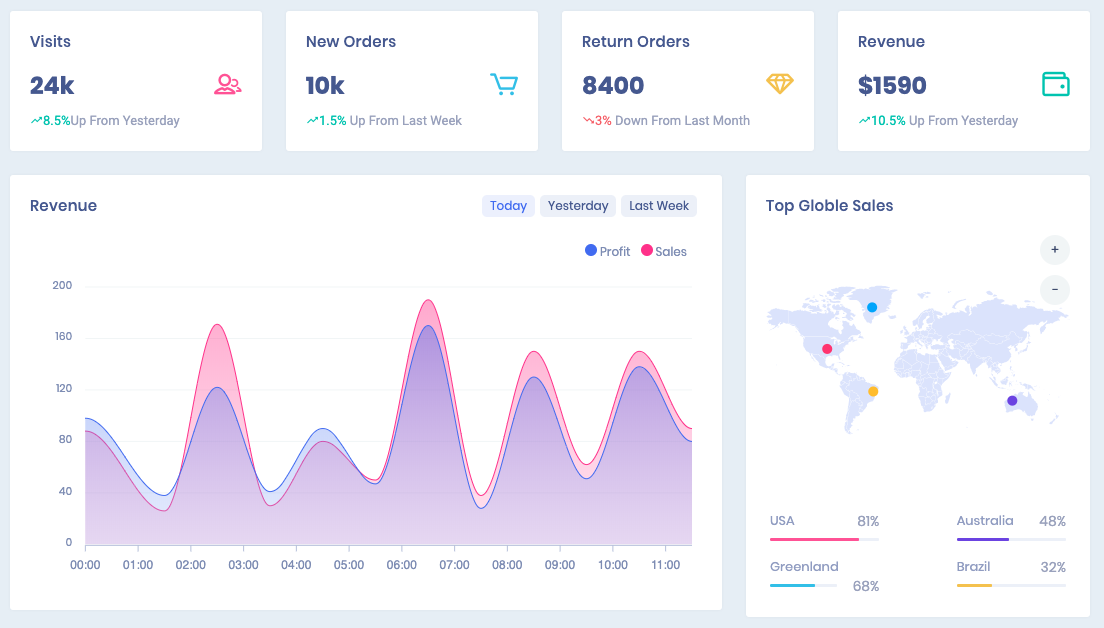 Visits
24k
8.5%Up From Yesterday
New Orders
10k
1.5% Up From Last Week
Return Orders
8400
3% Down From Last Month
Revenue
$1590
10.5% Up From Yesterday
Revenue
Today Yesterday Last Week
Profit Sales
200
160
120
80
40
0
00:00 01:00 02:00 03:00 04:00 05:00 06:00 07:00 08:00 09:00 10:00 11:00
Top Globle Sales
+
-
USA 81%
Australia 48%
Greenland 68%
Brazil 32%